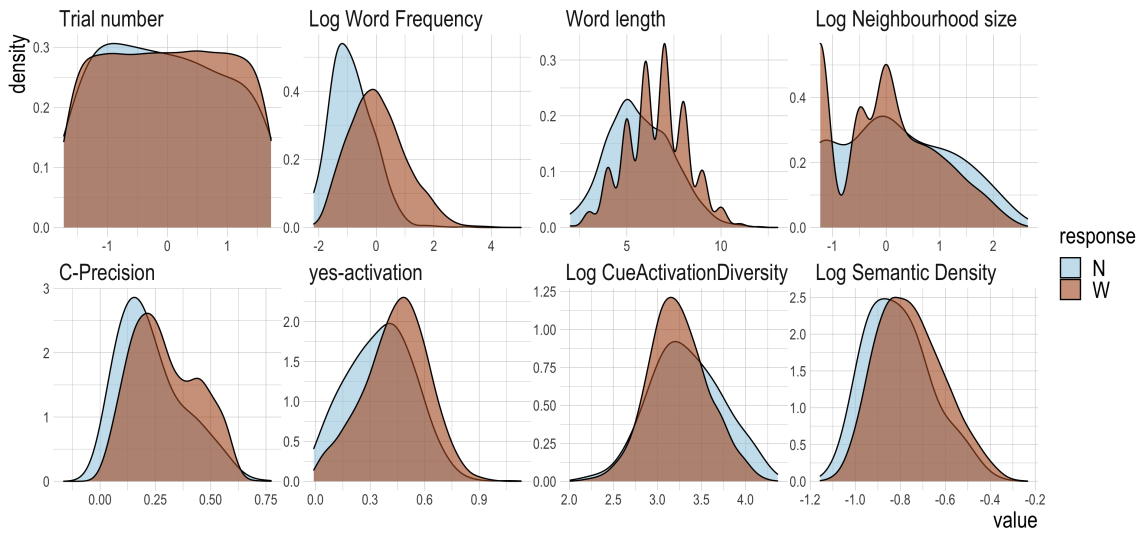 Trial number
Log Word Frequency
Word length
Log Neighbourhood size
density
0.3
0.2
0.1
0.0
-1 0 1
0.4
0.2
0.0
-2 0 2 4
0.3
0.2
0.1
0.0
5 10
0.4
0.2
0.0
-1 0 1 2
C-Precision
yes-activation
Log CueActivationDiversity
Log Semantic Density
3
2
1
0
0.00 0.25 0.50 0.75
2.0
1.5
1.0
0.5
0.0
0.0 0.3 0.6 0.9
1.25
1.00
0.75
0.50
0.25
0.00
2.0 2.5 3.0 3.5 4.0
2.5
2.0
1.5
1.0
0.5
0.0
-1.2 -1.0 -0.8 -0.6 -0.4 -0.2
value
response
N
W